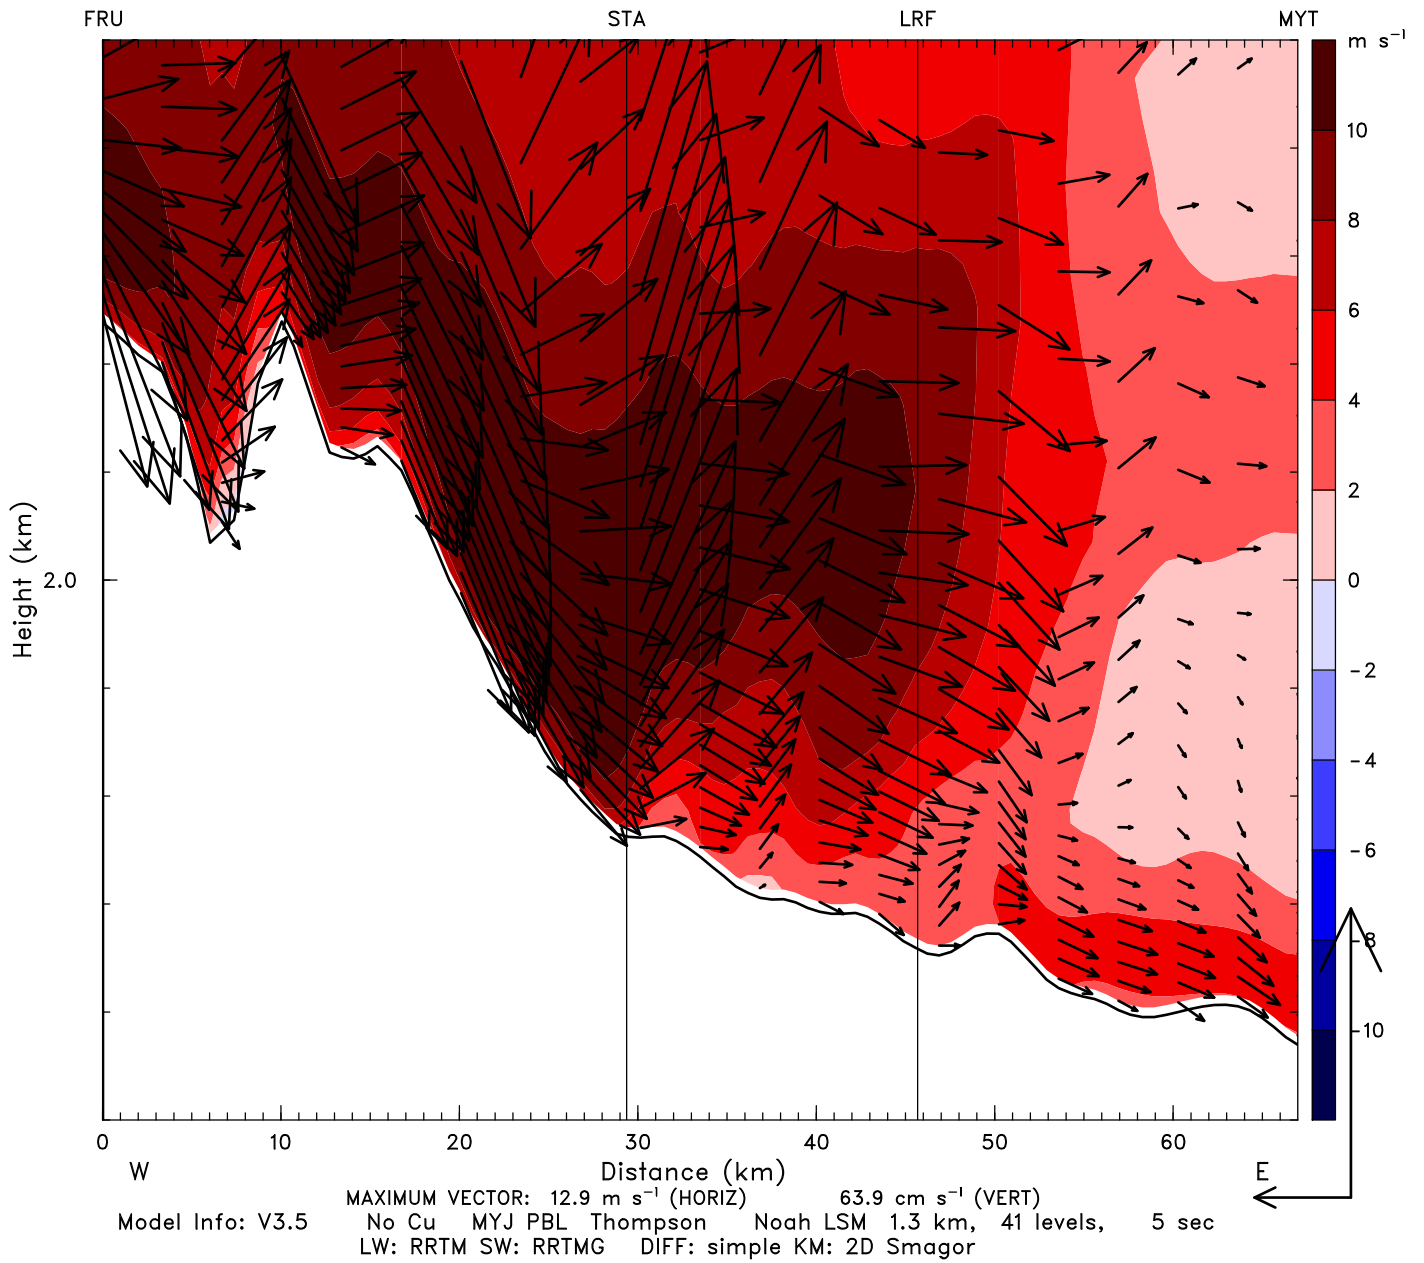 FRU STA LRF MYT
m s⁻¹
10
8
6
4
2
0
-2
-4
-6
-8
-10
Height (km)
2.0
0 10 20 30 40 50 60
W Distance (km) E
MAXIMUM VECTOR: 12.9 m s⁻¹ (HORIZ) 63.9 cm s⁻¹ (VERT)
Model Info: V3.5 No Cu MYJ PBL Thompson Noah LSM 1.3 km, 41 levels, 5 sec
LW: RRTM SW: RRTMG DIFF: simple KM: 2D Smagor